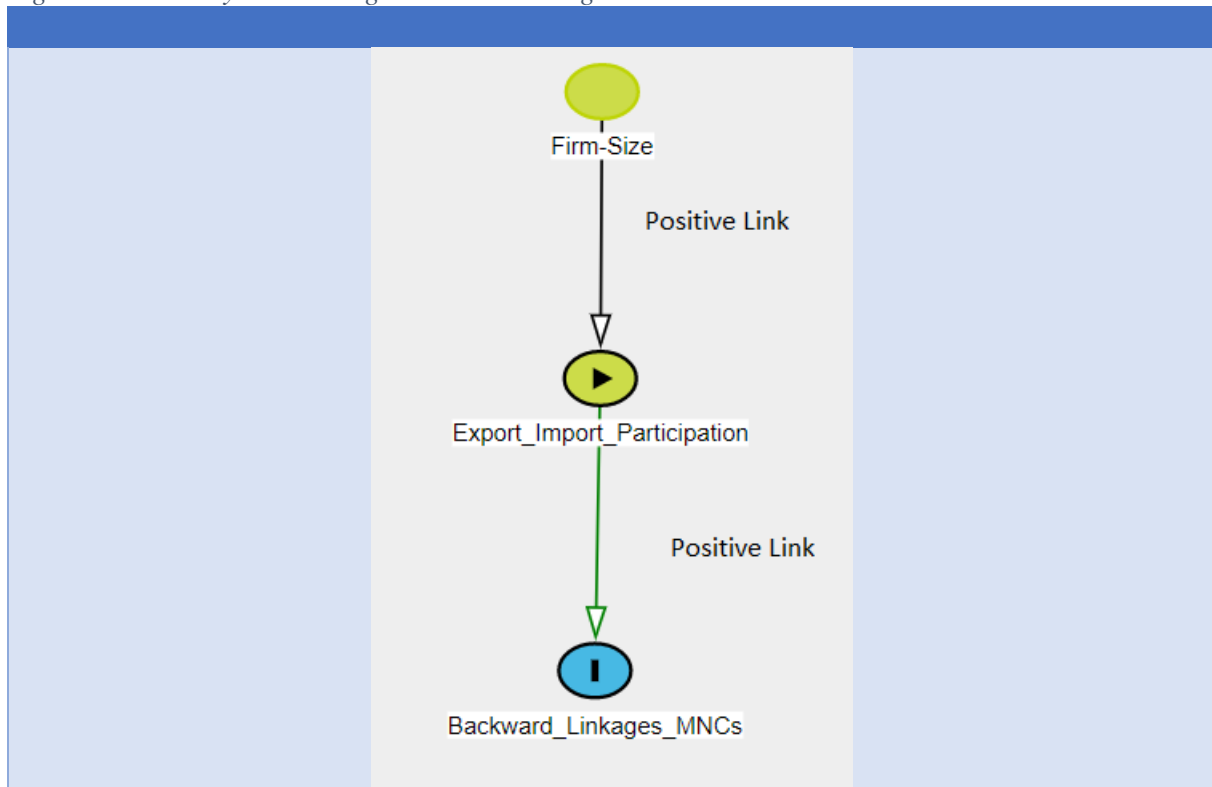 Firm-Size
Positive Link
Export_Import_Participation
Positive Link
Backward_Linkages_MNCs